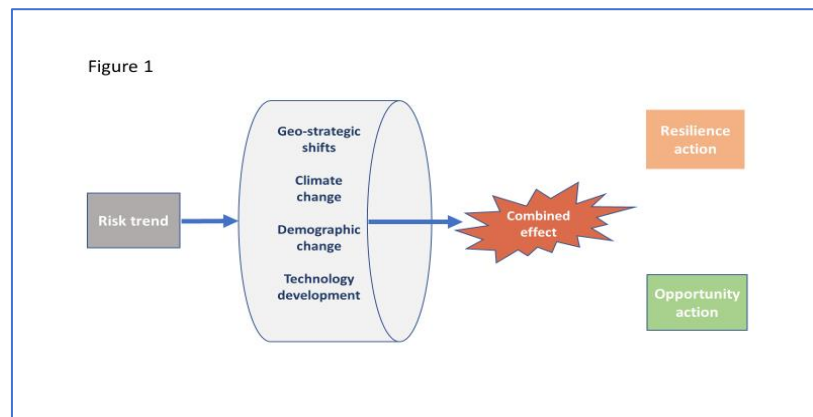 Figure 1
Risk trend
Geo-strategic
shifts
Climate
change
Demographic
change
Technology
development
Combined
effect
Resilience
action
Opportunity
action